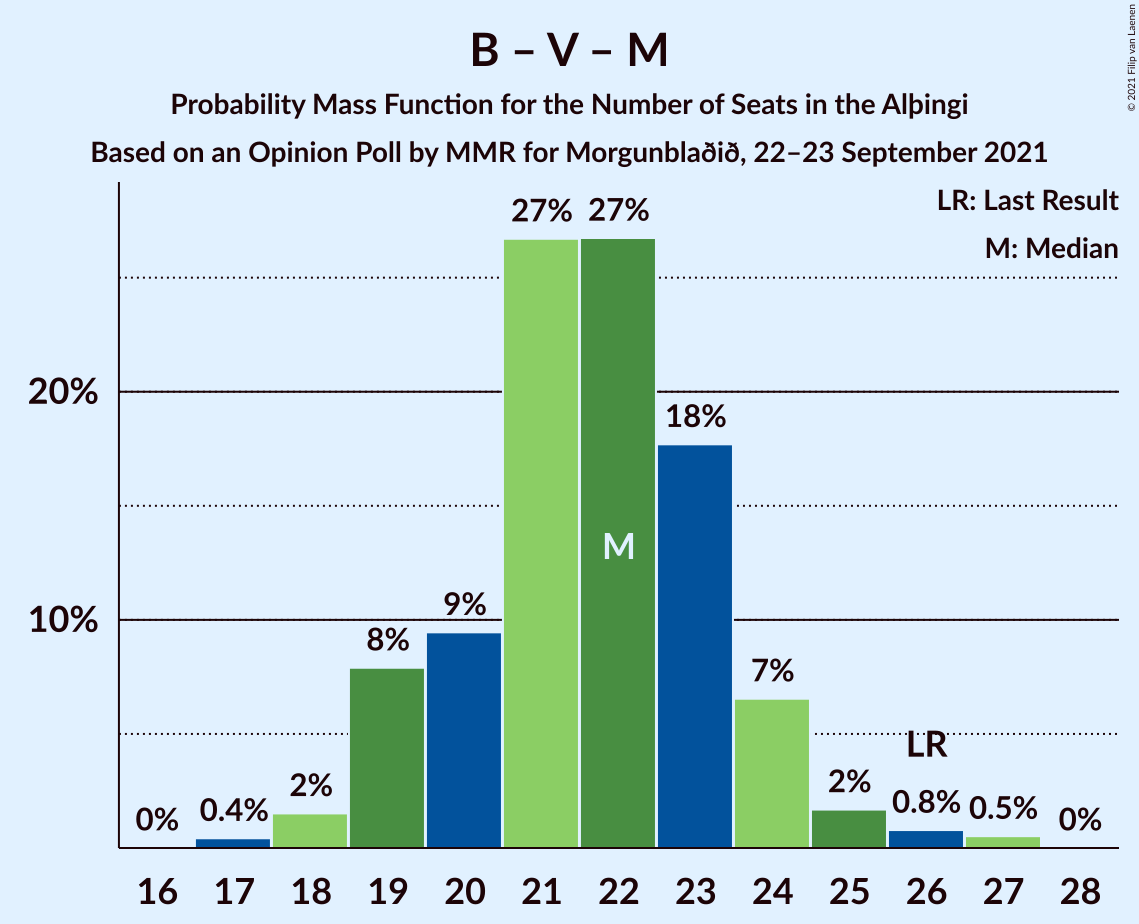 B – V – M
Probability Mass Function for the Number of Seats in the Alþingi
Based on an Opinion Poll by MMR for Morgunblaðið, 22–23 September 2021
© 2021 Filip van Laenen
LR: Last Result
M: Median
20%
10%
0%
0.4%
2%
8%
9%
27%
27%
M
18%
7%
2%
LR
0.8%
0.5%
0%
16 17 18 19 20 21 22 23 24 25 26 27 28